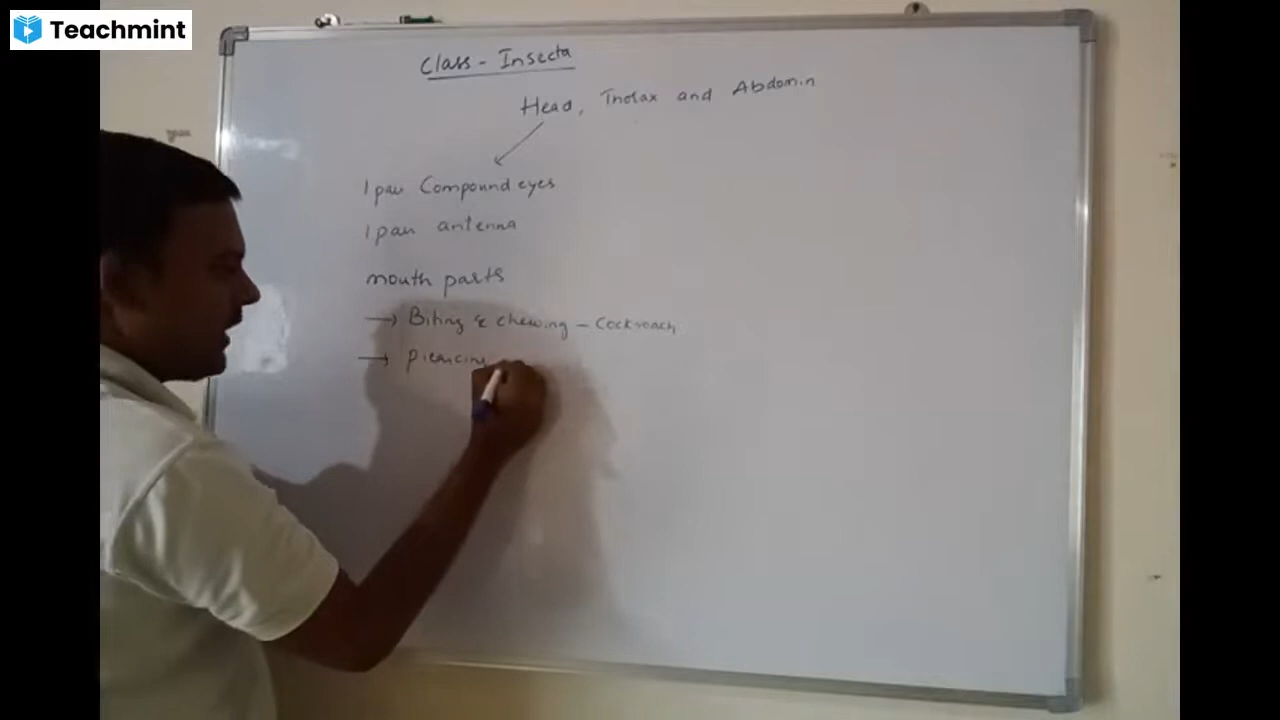 Teachmint
Class - Insecta
Head, Thorax and Abdomin
1 pair Compound eyes
1 pair antenna
mouth parts
→ Biting & chewing - Cockroach
→ piercing